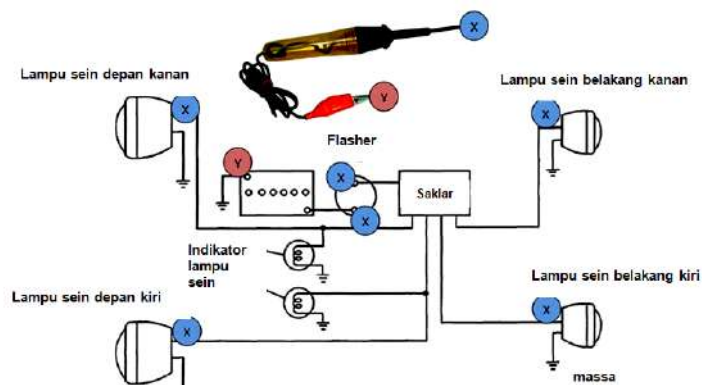 X
Lampu sein depan kanan
Lampu sein belakang kanan
X
Y
X
Flasher
Y
X
Saklar
X
Indikator
lampu
sein
Lampu sein depan kiri
Lampu sein belakang kiri
X
X
massa